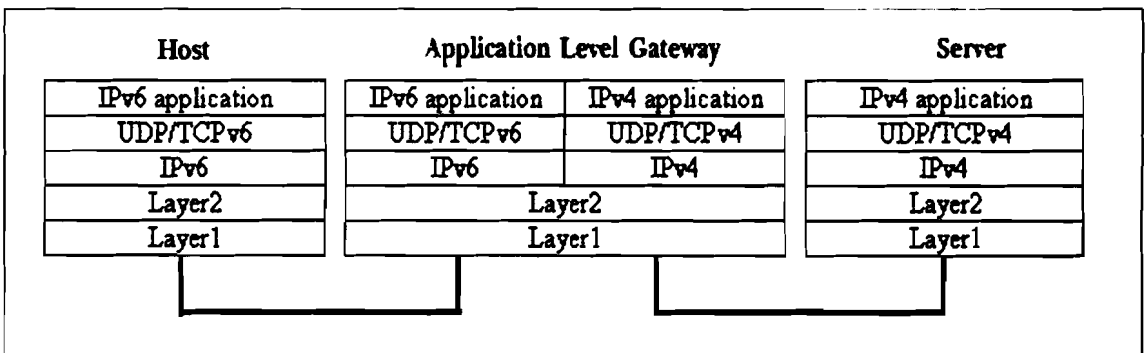 Host Application Level Gateway Server
IPv6 application IPv6 application IPv4 application IPv4 application
UDP/TCPv6 UDP/TCPv6 UDP/TCPv4 UDP/TCPv4
IPv6 IPv6 IPv4 IPv4
Layer2 Layer2 Layer2
Layer1 Layer1 Layer1